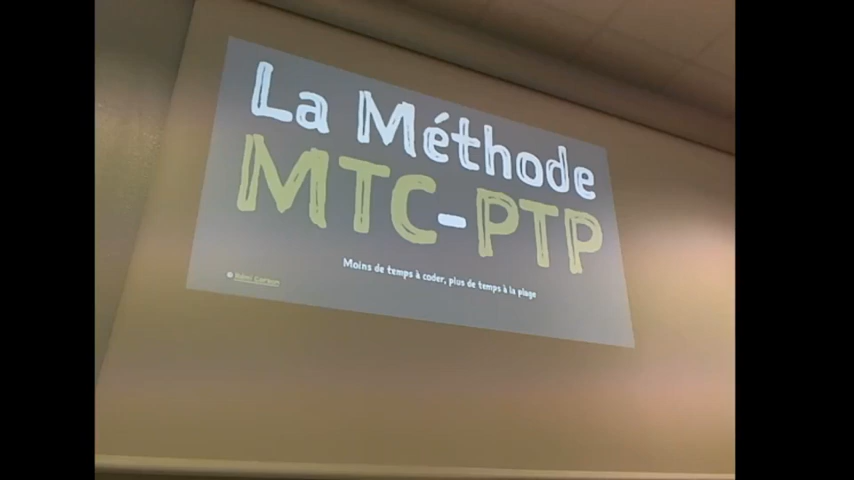 La Méthode
MTC-PTP
Moins de temps à coder, plus de temps à la plage
©